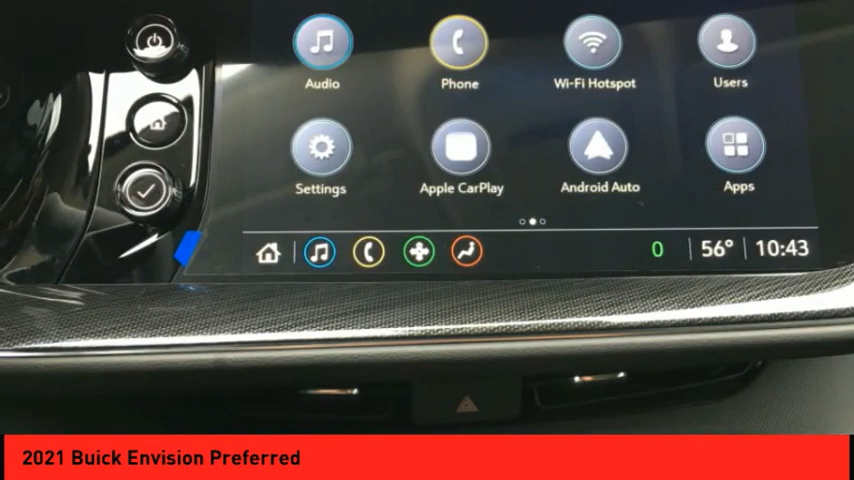 Audio Phone Wi-Fi Hotspot Users
Settings Apple CarPlay Android Auto Apps
0 56° 10:43
2021 Buick Envision Preferred